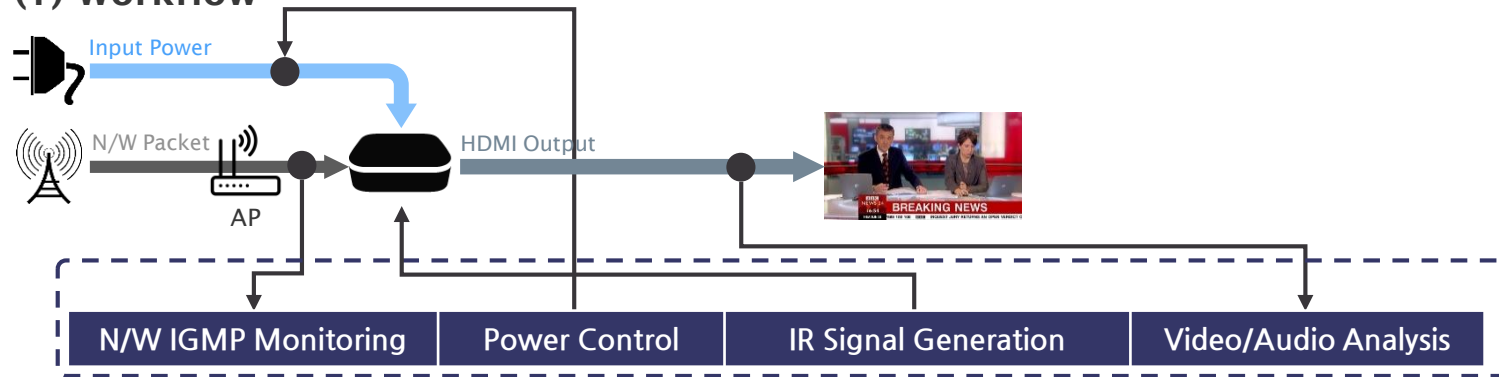 (1) Workflow
Input Power
N/W Packet
HDMI Output
AP
BREAKING NEWS
N/W IGMP Monitoring
Power Control
IR Signal Generation
Video/Audio Analysis